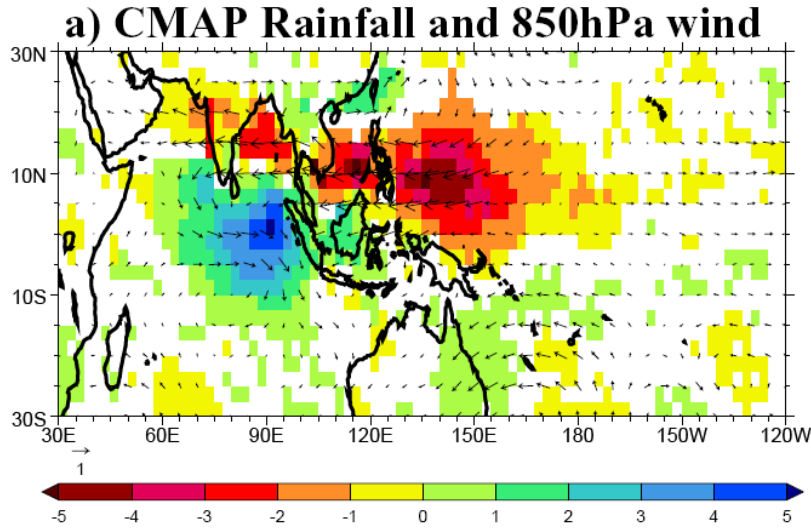 a) CMAP Rainfall and 850hPa wind
30N
10N
10S
30S
30E 60E 90E 120E 150E 180 150W 120W
1
-5 -4 -3 -2 -1 0 1 2 3 4 5